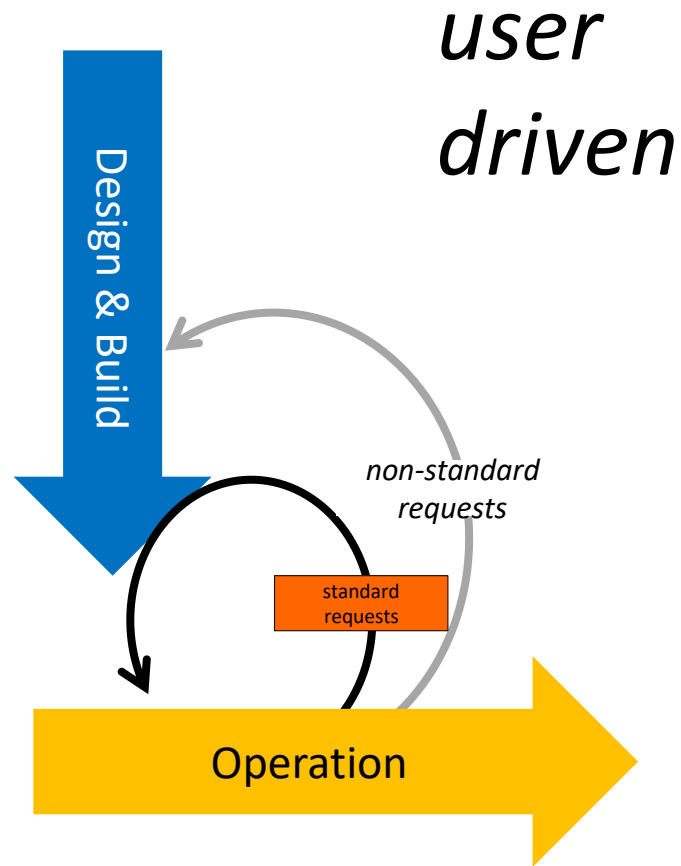 user
driven
Design & Build
non-standard
requests
standard
requests
Operation